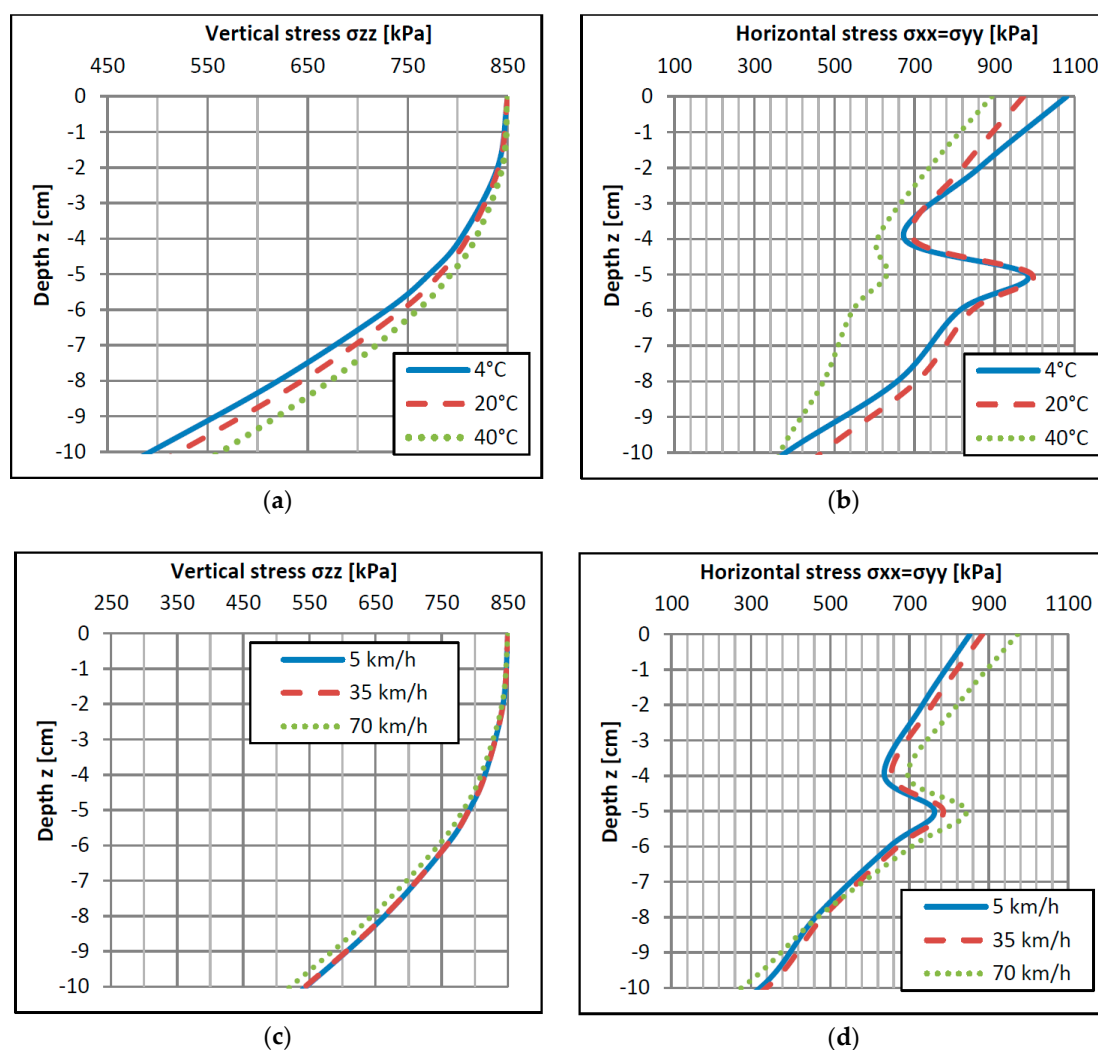 Vertical stress σzz [kPa]
450 550 650 750 850
Depth z [cm]
0
-1
-2
-3
-4
-5
-6
-7
-8
-9
-10
4°C
20°C
40°C
(a)
Horizontal stress σxx=σyy [kPa]
100 300 500 700 900 1100
Depth z [cm]
0
-1
-2
-3
-4
-5
-6
-7
-8
-9
-10
4°C
20°C
40°C
(b)
Vertical stress σzz [kPa]
250 350 450 550 650 750 850
Depth z [cm]
0
-1
-2
-3
-4
-5
-6
-7
-8
-9
-10
5 km/h
35 km/h
70 km/h
(c)
Horizontal stress σxx=σyy [kPa]
100 300 500 700 900 1100
Depth z [cm]
0
-1
-2
-3
-4
-5
-6
-7
-8
-9
-10
5 km/h
35 km/h
70 km/h
(d)